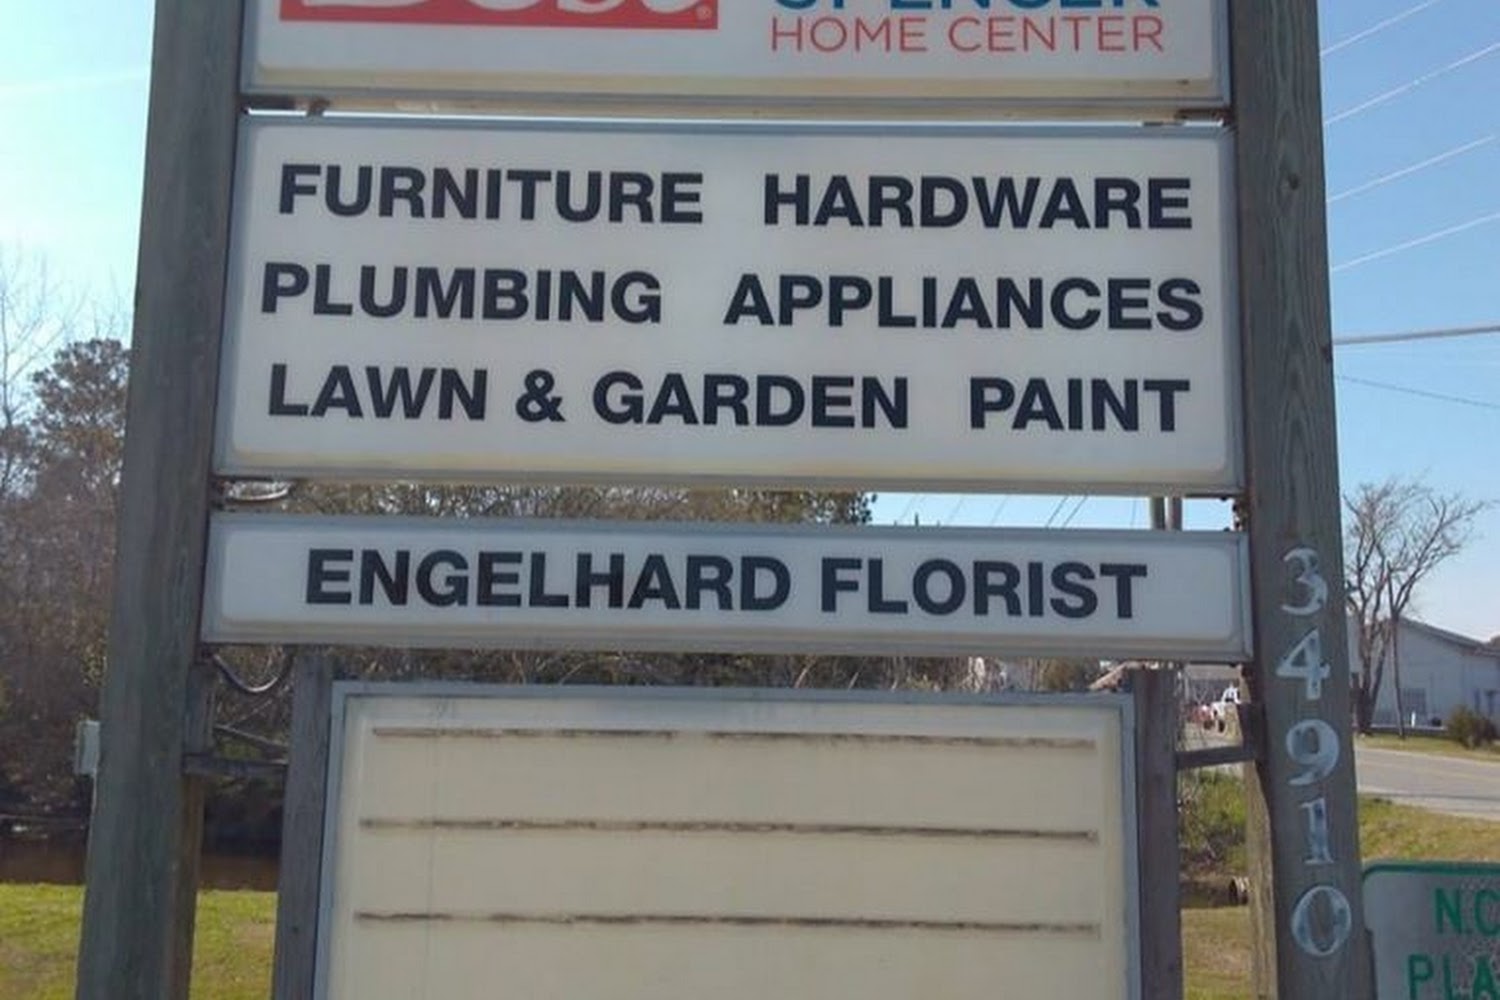 HOME CENTER
FURNITURE HARDWARE
PLUMBING APPLIANCES
LAWN & GARDEN PAINT
ENGELHARD FLORIST
34910